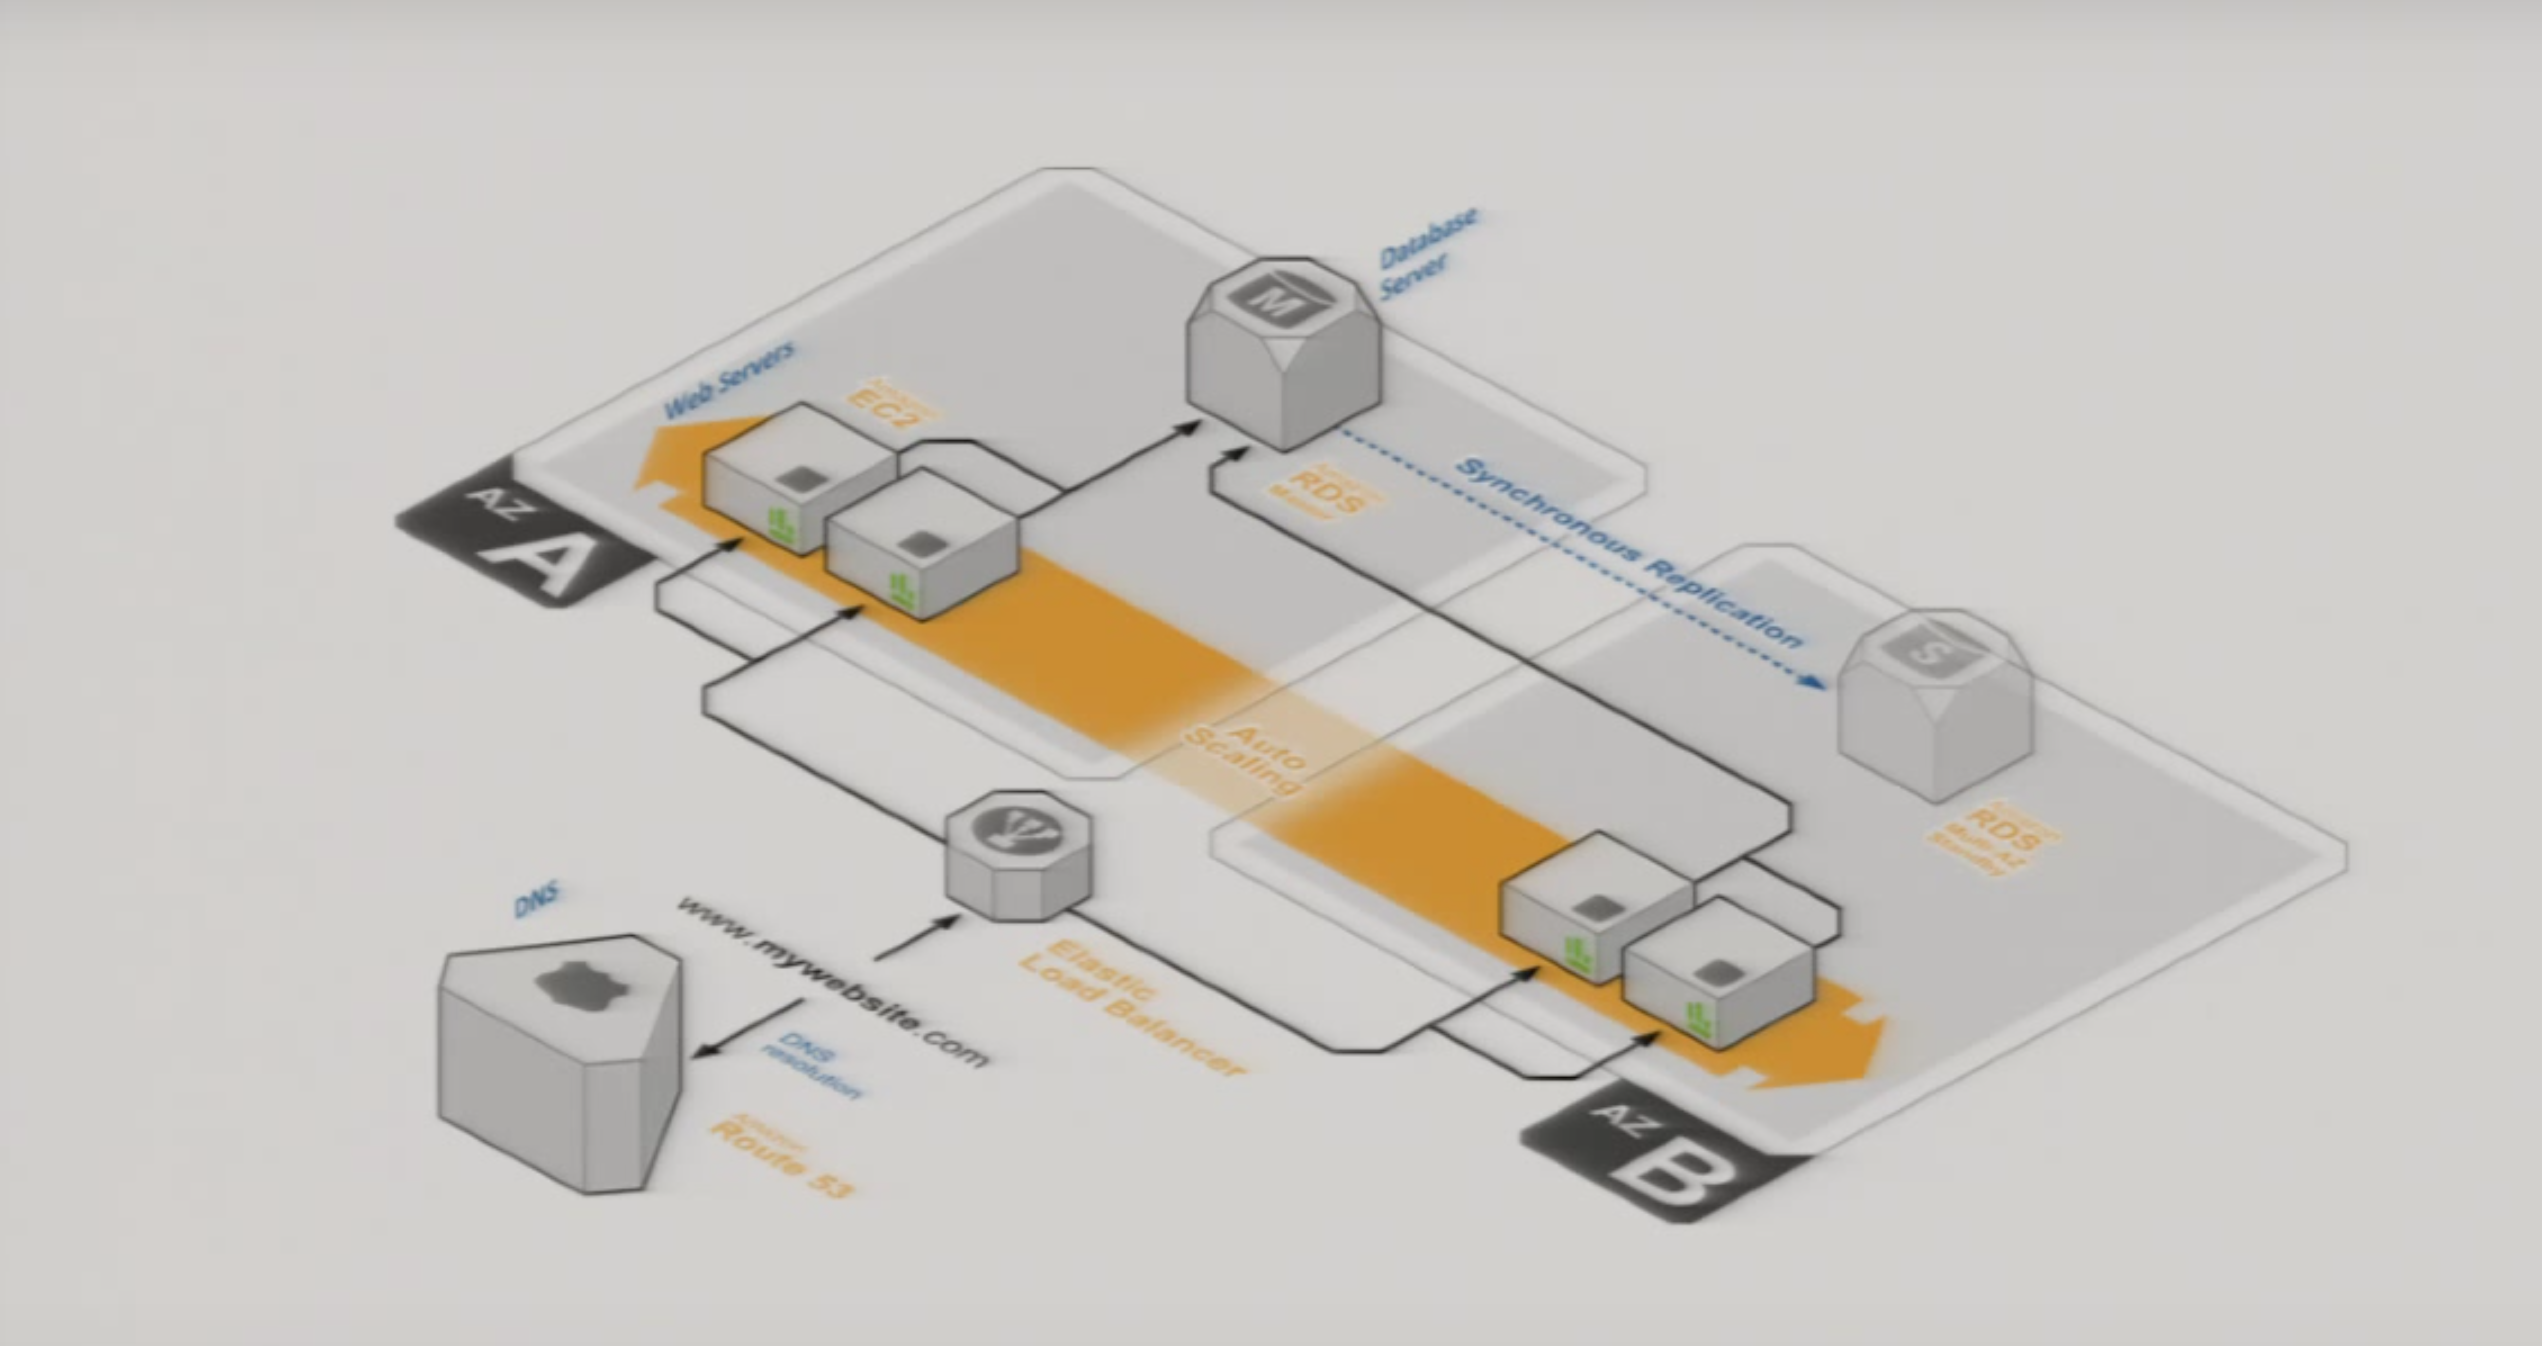 Database
Server
Web Servers
Amazon
EC2
Synchronous Replication
Amazon
RDS
Master
AZ
A
M
S
Auto
Scaling
Amazon
RDS
Multi-AZ
Standby
DNS
www.mywebsite.com
Elastic
Load Balancer
DNS
resolution
Amazon
Route 53
AZ
B